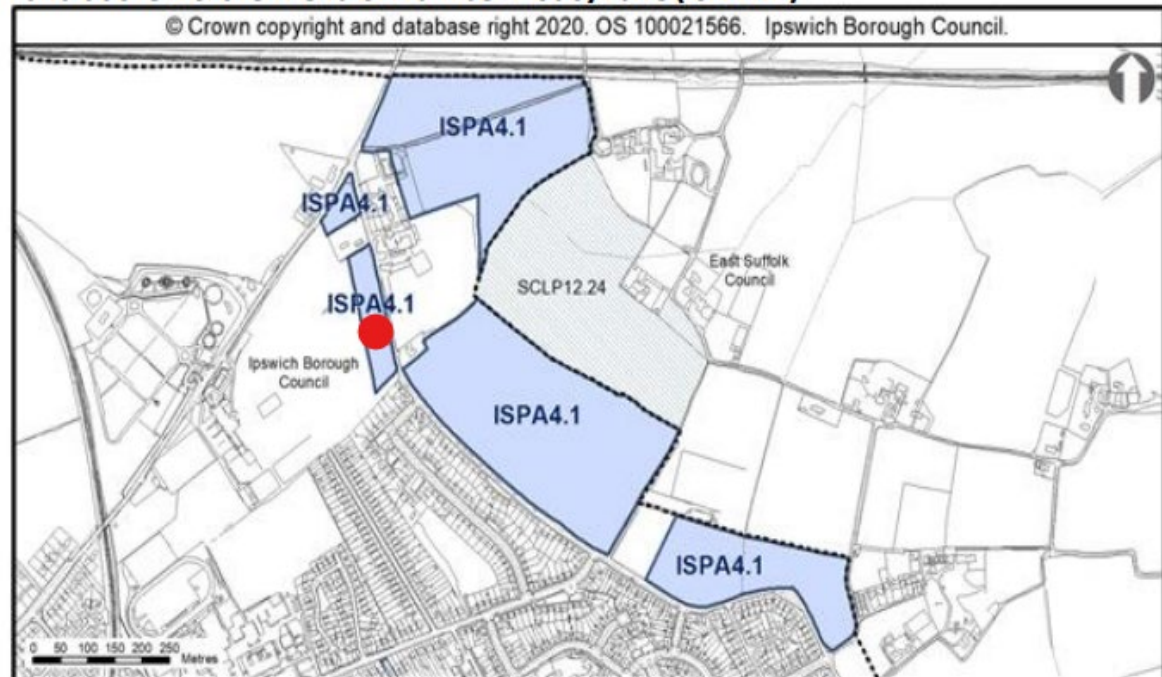 © Crown copyright and database right 2020. OS 100021566. Ipswich Borough Council.
ISPA4.1
ISPA4.1
East Suffolk
Council
SCLP12.24
ISPA4.1
Ipswich Borough
Council
ISPA4.1
ISPA4.1
0 50 100 150 200 250
Metres